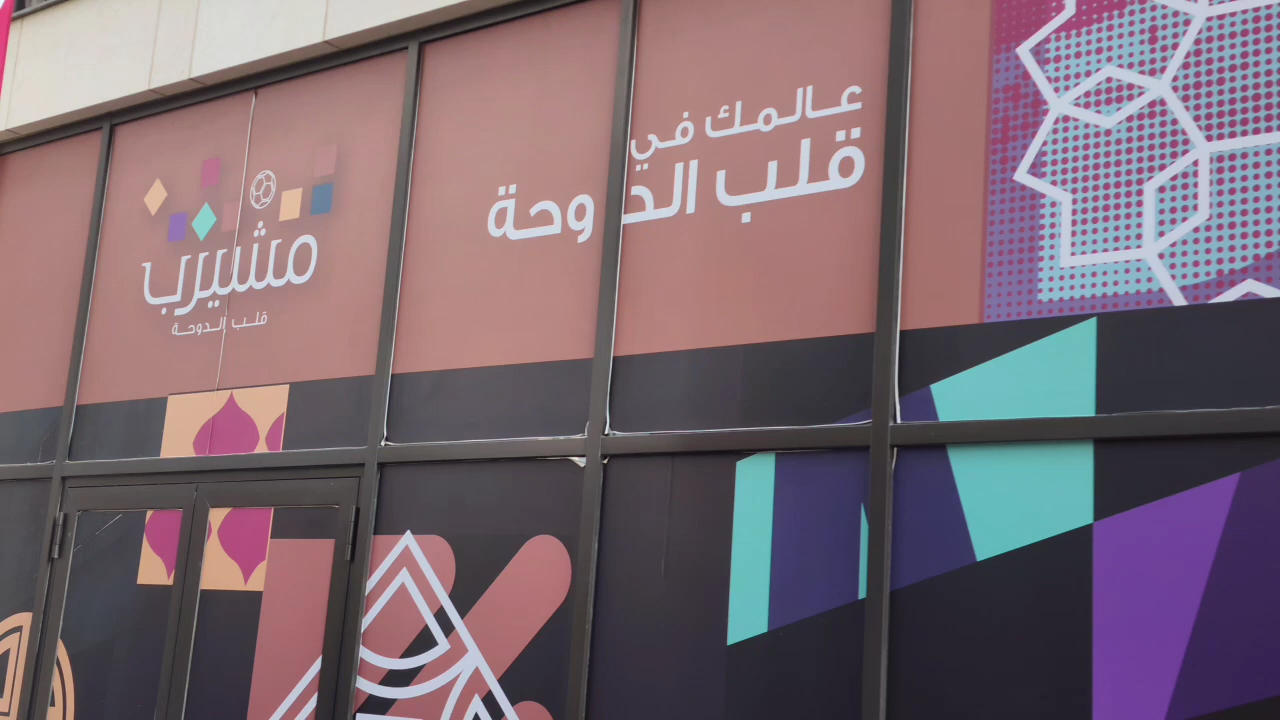 عالمك في
قلب الدوحة
مشيرب
قلب الدوحة